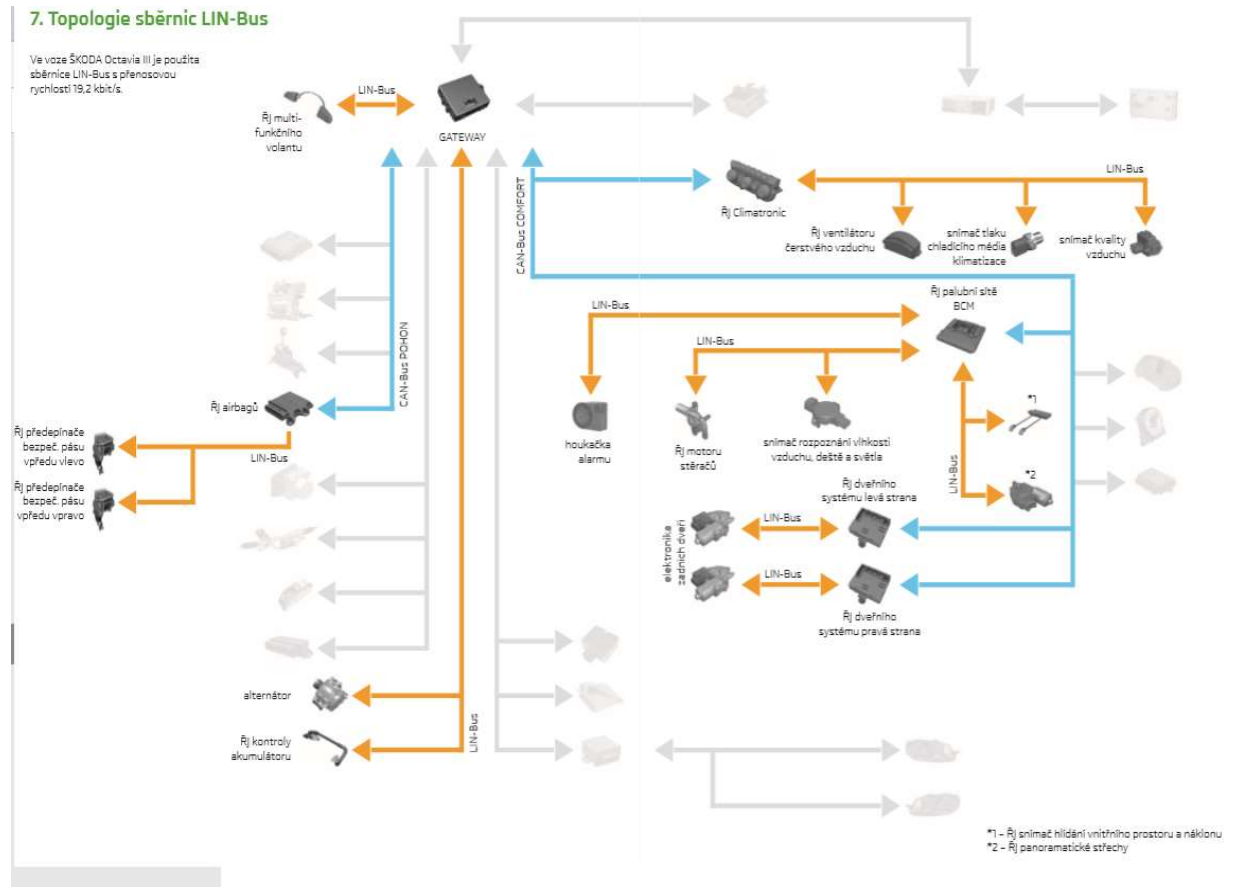 7. Topologie sběrnic LIN-Bus
Ve voze ŠKODA Octavia III je použita
sběrnice LIN-Bus s přenosovou
rychlostí 19,2 kbit/s.
LIN-Bus
ŘJ multi-
funkčního
volantu
GATEWAY
CAN-Bus POHON
CAN-Bus COMFORT
LIN-Bus
ŘJ Climatronic
ŘJ ventilátoru
čerstvého vzduchu
snímač tlaku
chladícího média
klimatizace
snímač kvality
vzduchu
ŘJ palubní sítě
BCM
LIN-Bus
LIN-Bus
houkačka
alarmu
ŘJ motoru
stěračů
snímač rozpoznání vlhkosti
vzduchu, deště a světla
LIN-Bus
*1
*2
ŘJ airbagů
LIN-Bus
ŘJ předepínače
bezpeč. pásu
vpředu vlevo
ŘJ předepínače
bezpeč. pásu
vpředu vpravo
ŘJ dveřního
systému levá strana
elektronika
zadních dveří
LIN-Bus
LIN-Bus
ŘJ dveřního
systému pravá strana
alternátor
ŘJ kontroly
akumulátoru
LIN-Bus
*1 – ŘJ snímač hlídání vnitřního prostoru a náklonu
*2 – ŘJ panoramatické střechy